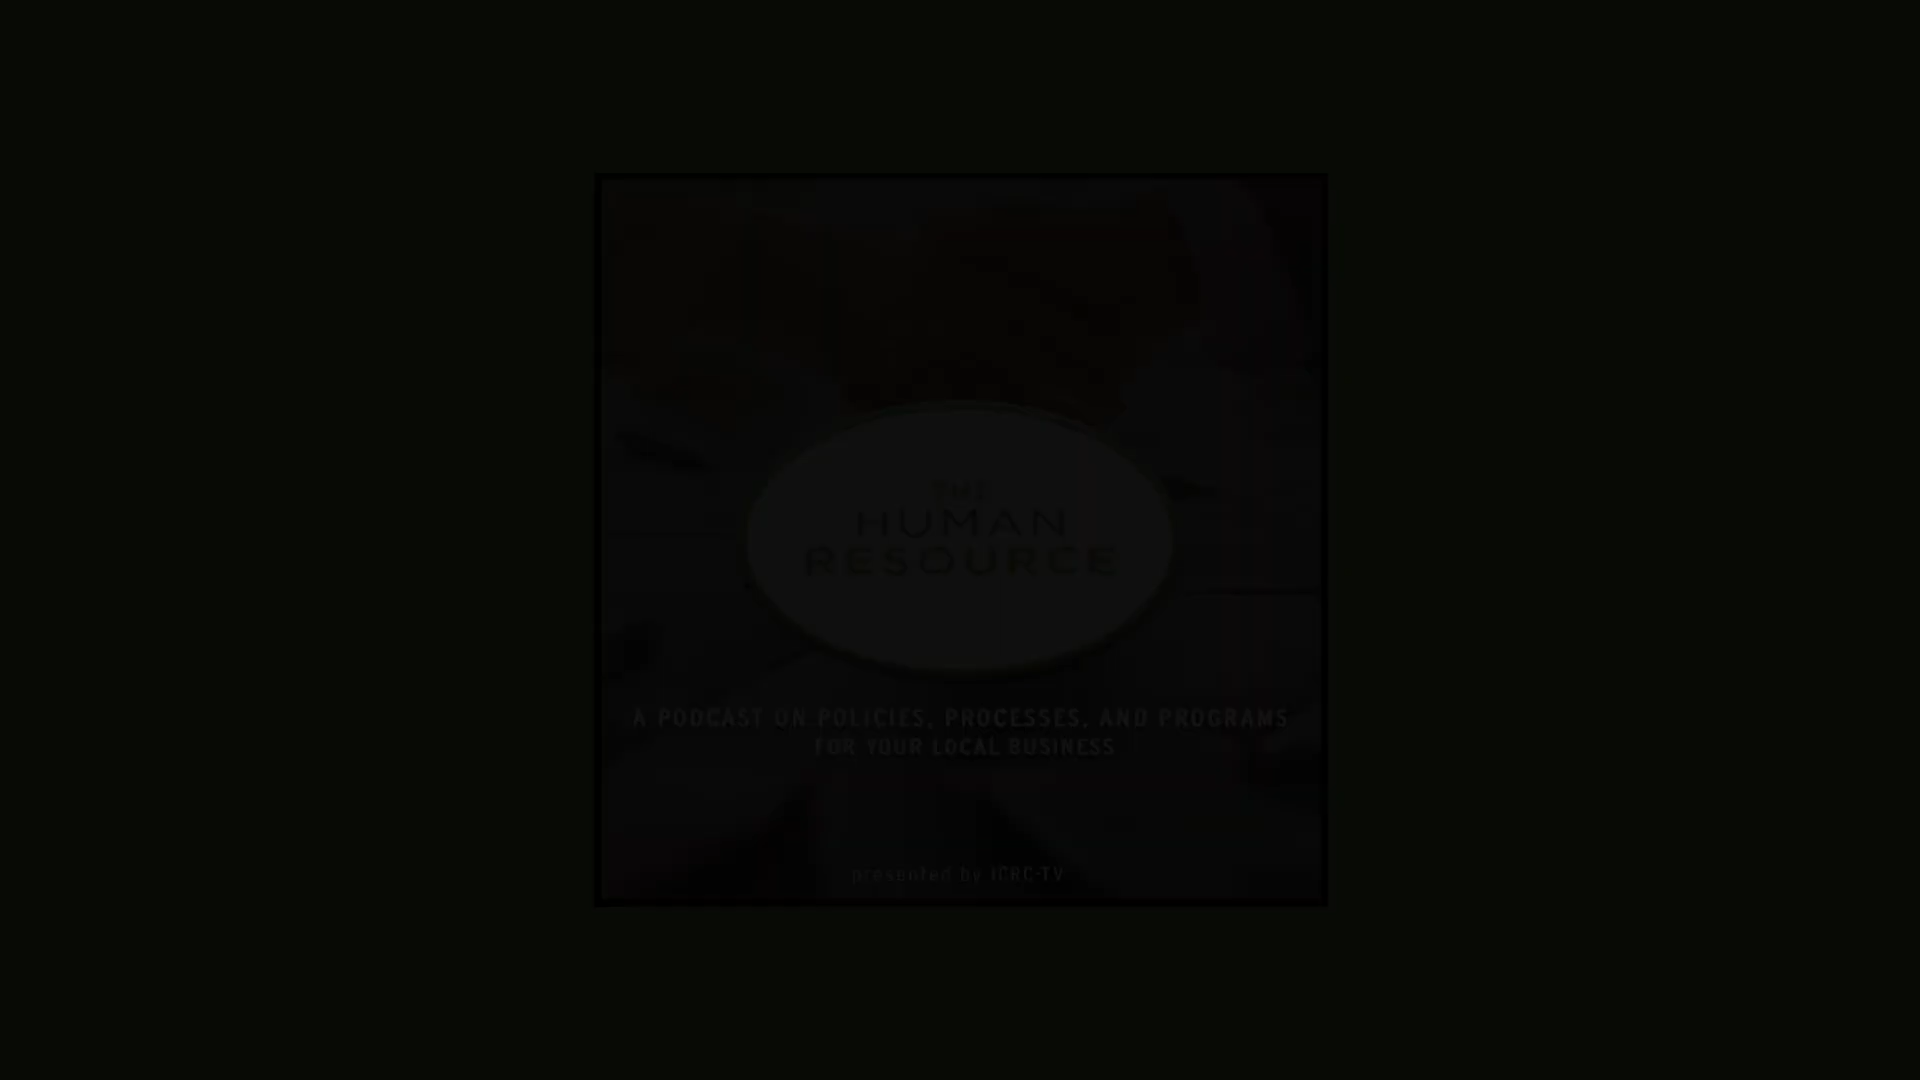 THE
HUMAN
RESOURCE
A PODCAST ON POLICIES, PROCESSES, AND PROGRAMS
FOR YOUR LOCAL BUSINESS
presented by ICRC-TV